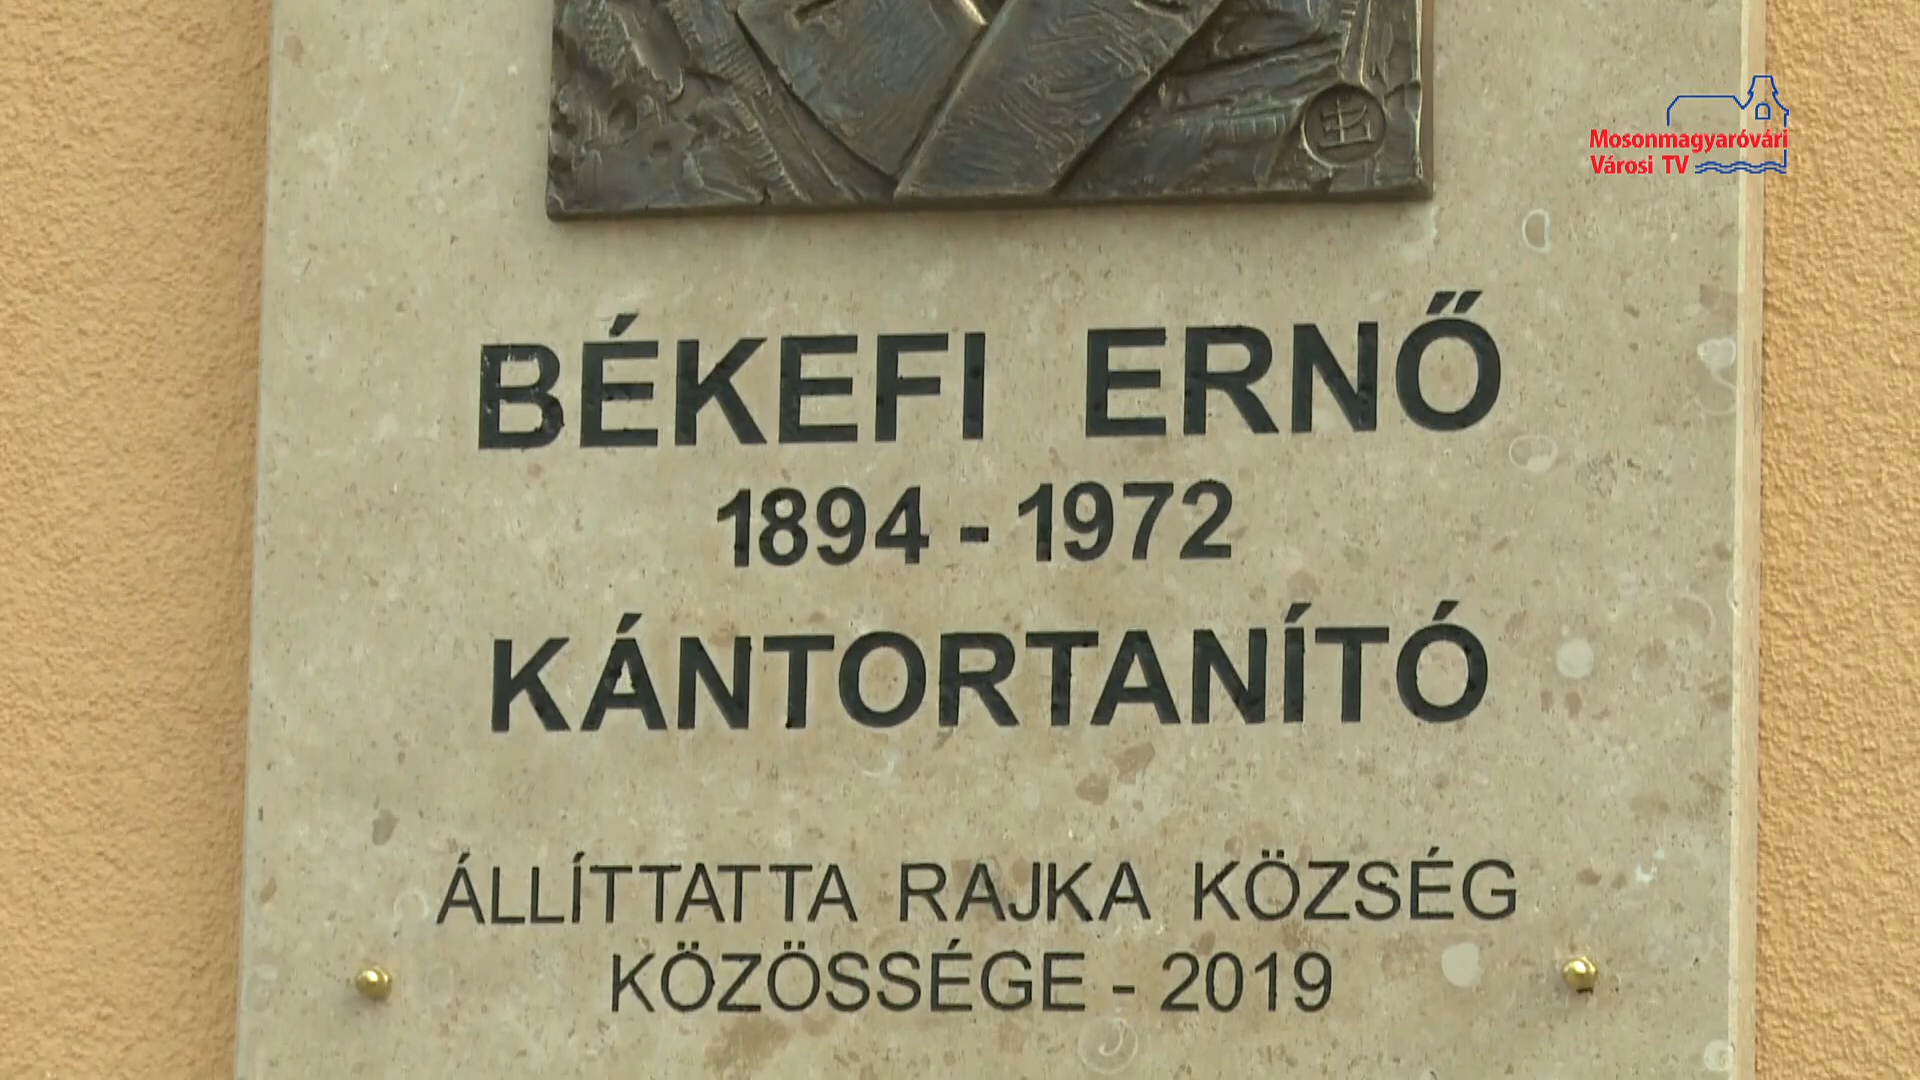 Mosonmagyaróvári
Városi TV
BÉKEFI ERNŐ
1894 - 1972
KÁNTORTANÍTÓ
ÁLLÍTTATTA RAJKA KÖZSÉG
KÖZÖSSÉGE - 2019